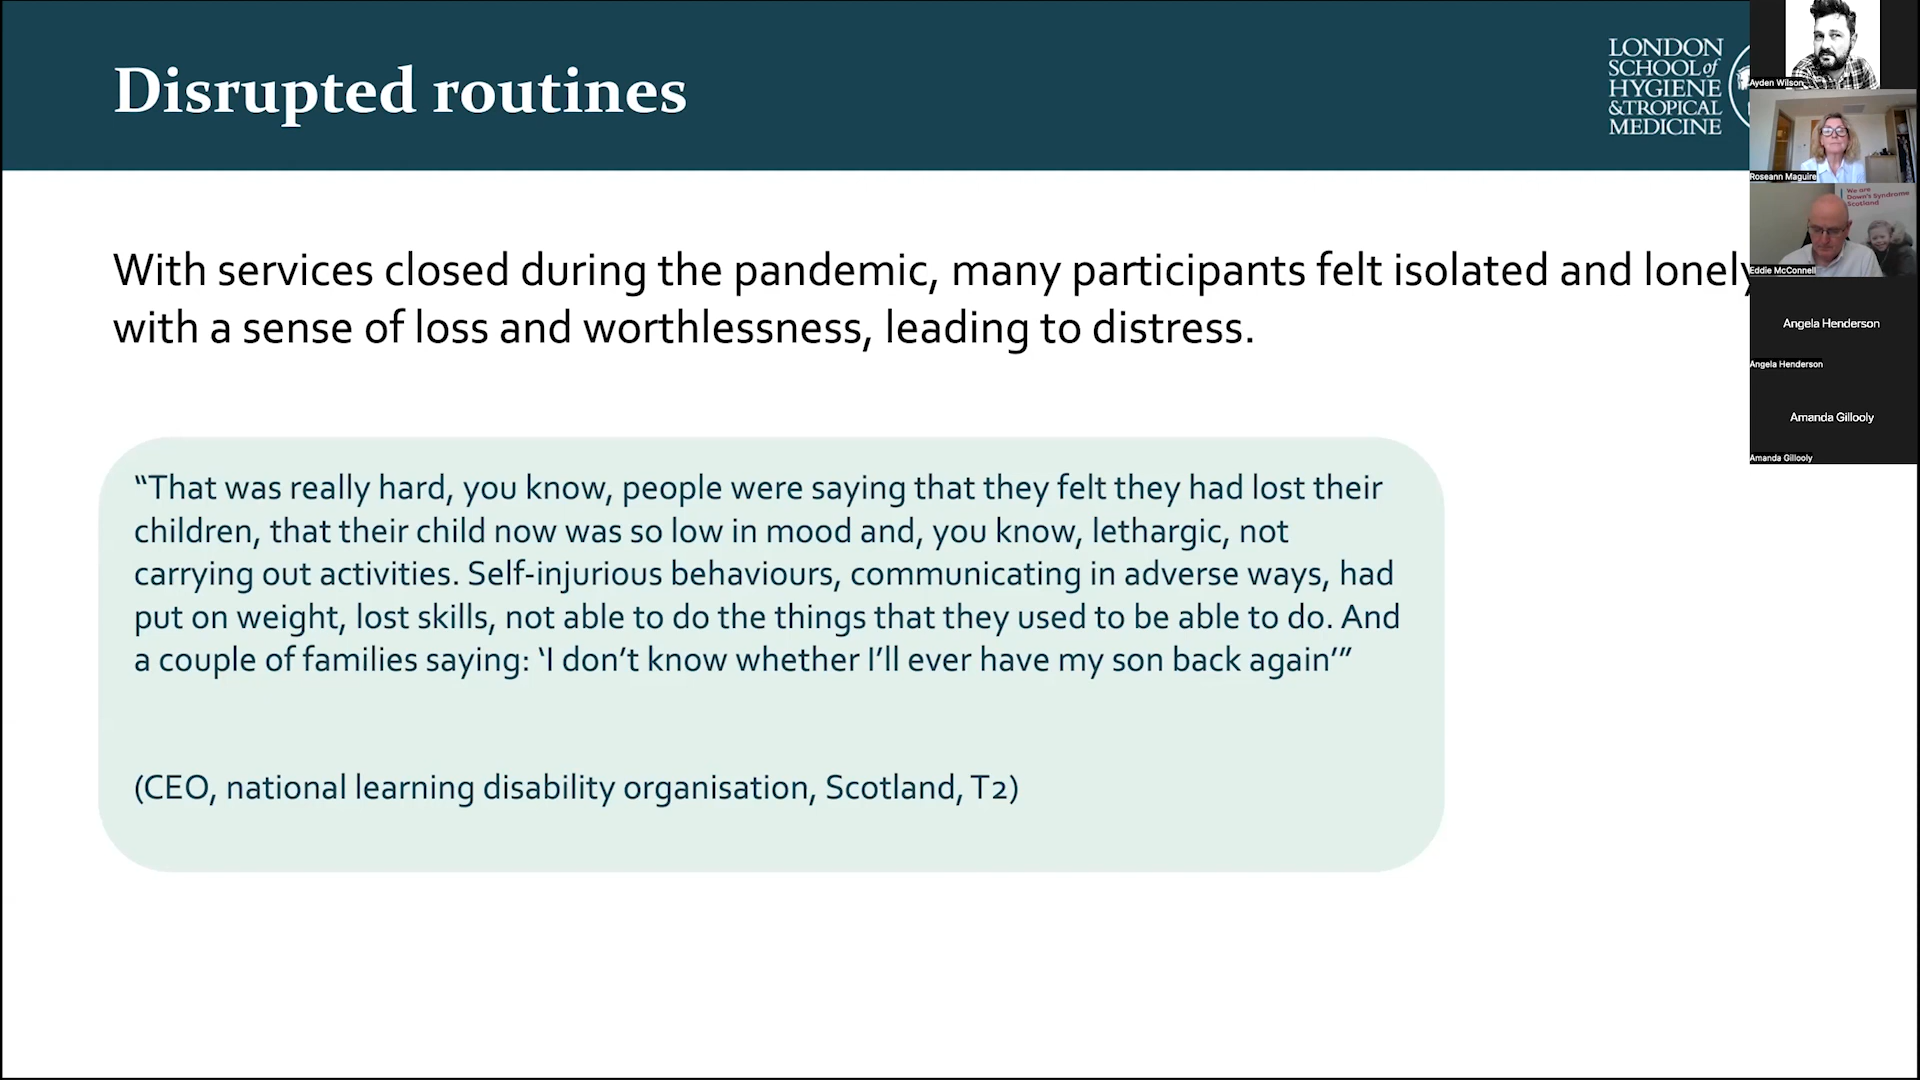 Disrupted routines
LONDON
SCHOOL of
HYGIENE
& TROPICAL
MEDICINE
With services closed during the pandemic, many participants felt isolated and lonely
with a sense of loss and worthlessness, leading to distress.
“That was really hard, you know, people were saying that they felt they had lost their
children, that their child now was so low in mood and, you know, lethargic, not
carrying out activities. Self-injurious behaviours, communicating in adverse ways, had
put on weight, lost skills, not able to do the things that they used to be able to do. And
a couple of families saying: ‘I don’t know whether I’ll ever have my son back again’”
(CEO, national learning disability organisation, Scotland, T2)
Ayden Wilson
Roseann Maguire
We are
Down's Syndrome
Scotland
Eddie McConnell
Angela Henderson
Angela Henderson
Amanda Gillooly
Amanda Gillooly